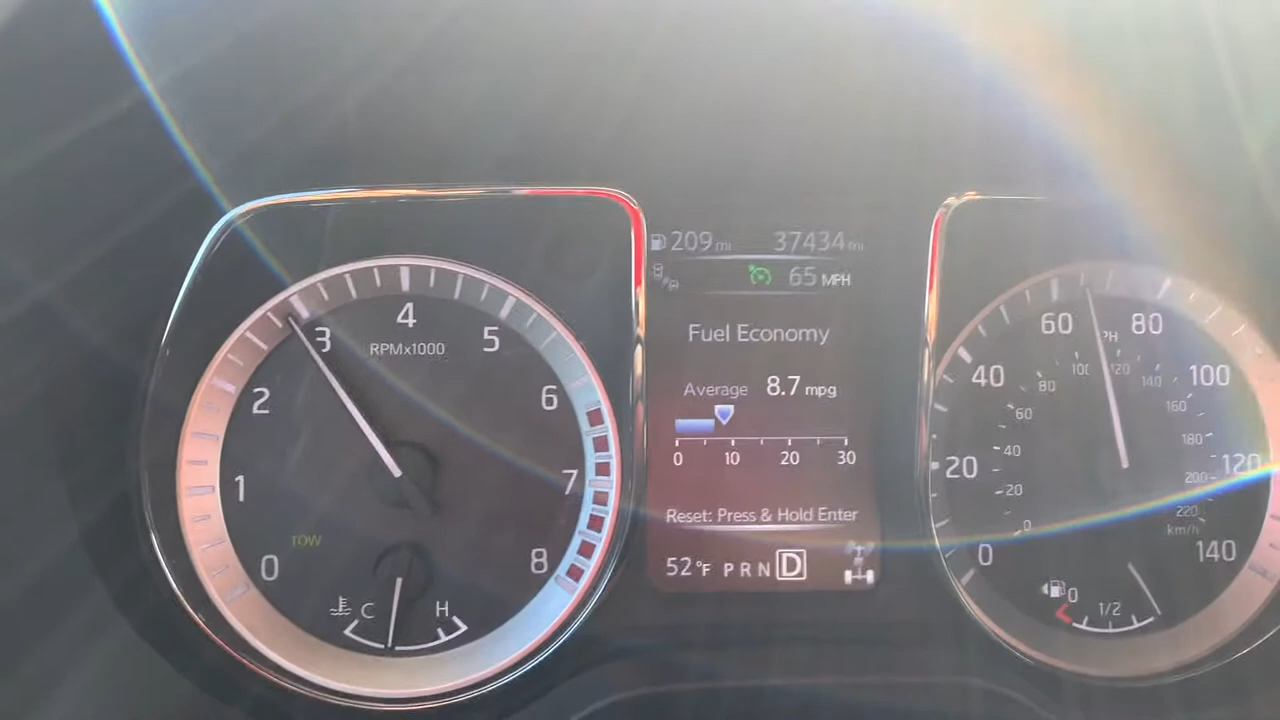 209 mi 37434 mi
65 MPH
Fuel Economy
Average 8.7 mpg
0 10 20 30
Reset: Press & Hold Enter
52°F P R N D
0 1 2 3 4 5 6 7 8
RPMx1000
TOW
C H
0 20 40 60 80 100 120 140
PH
0 20 40 60 80 100 120 140 160 180 200 220
km/h
0 1/2